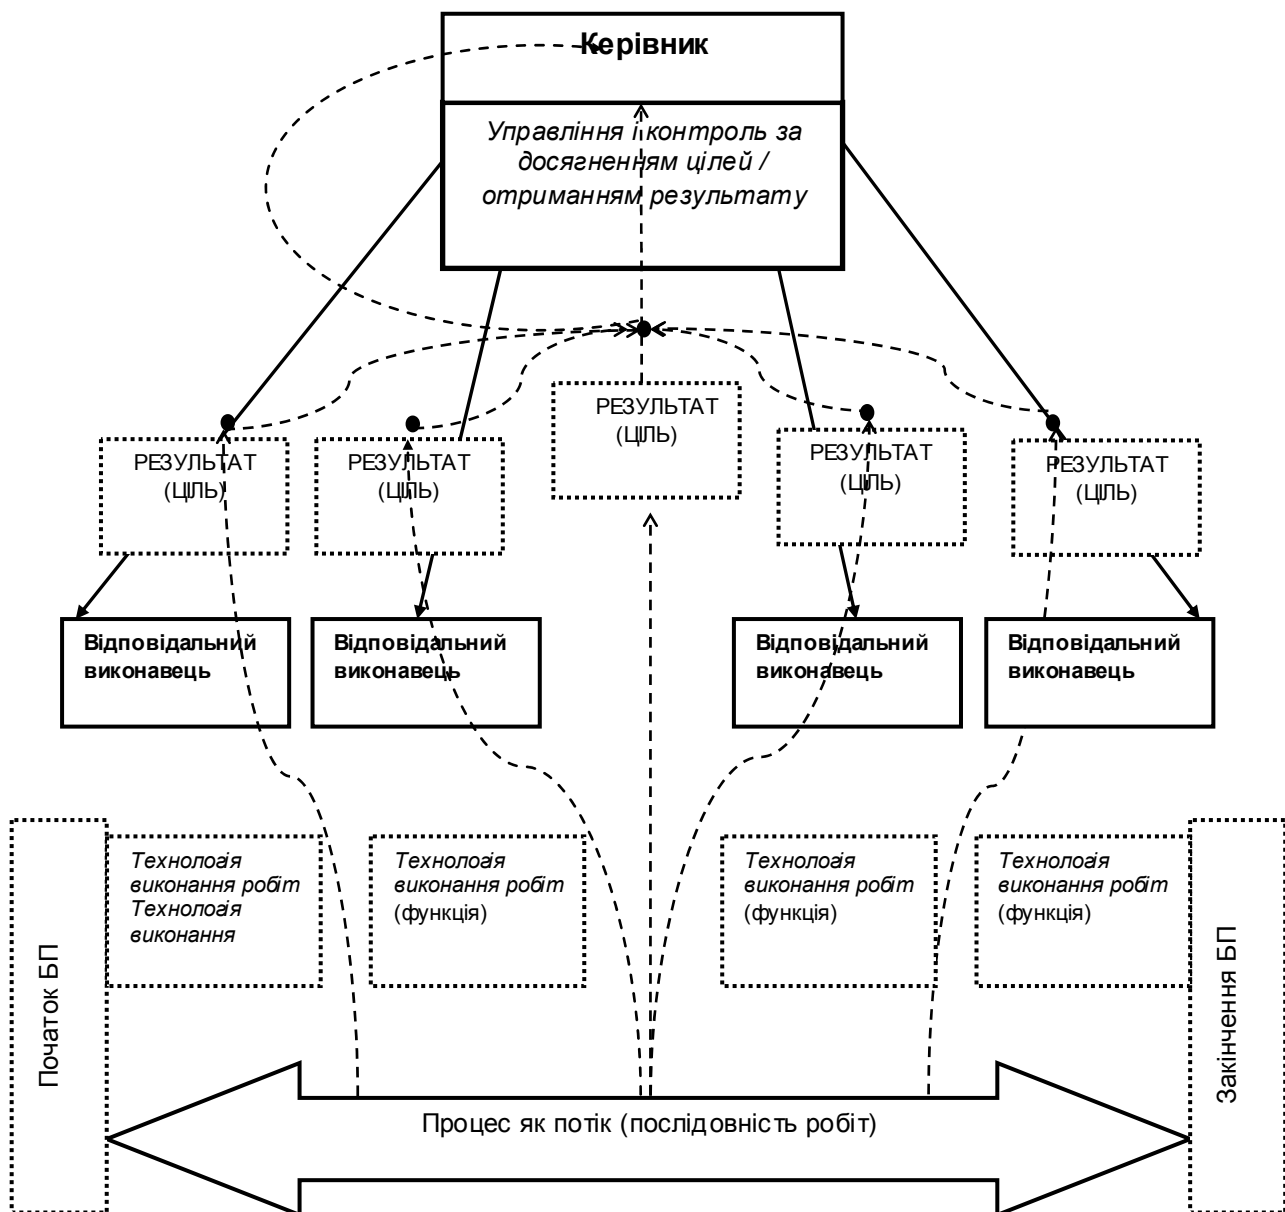 Керівник
Управління і контроль за
досягненням цілей /
отриманням результату
РЕЗУЛЬТАТ
(ЦІЛЬ)
РЕЗУЛЬТАТ
(ЦІЛЬ)
РЕЗУЛЬТАТ
(ЦІЛЬ)
РЕЗУЛЬТАТ
(ЦІЛЬ)
РЕЗУЛЬТАТ
(ЦІЛЬ)
Відповідальний
виконавець
Відповідальний
виконавець
Відповідальний
виконавець
Відповідальний
виконавець
Початок БП
Технологія
виконання робіт
Технологія
виконання
Технологія
виконання робіт
(функція)
Технологія
виконання робіт
(функція)
Технологія
виконання робіт
(функція)
Закінчення БП
Процес як потік (послідовність робіт)